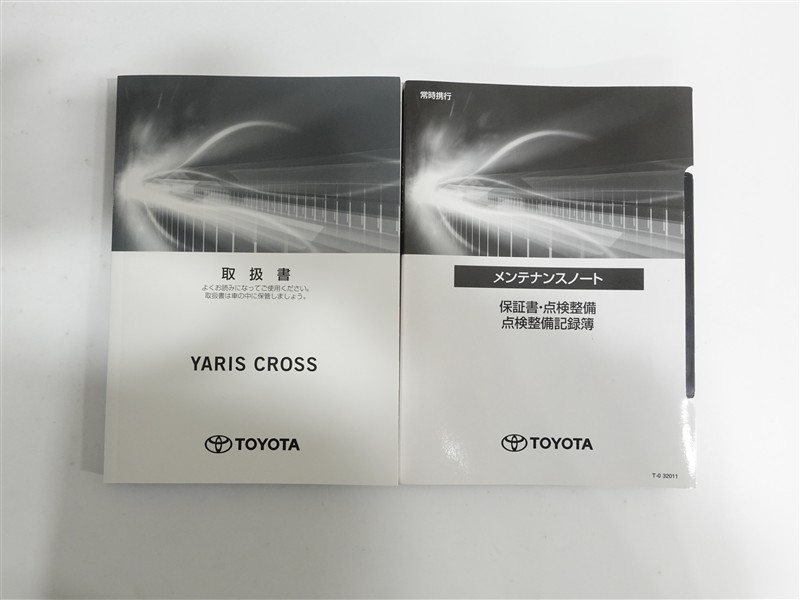 取扱書
よくお読みになってご使用ください。
取扱書は車の中に保管しましょう。
YARIS CROSS
TOYOTA
常時携行
メンテナンスノート
保証書・点検整備
点検整備記録簿
TOYOTA
T-0 32011